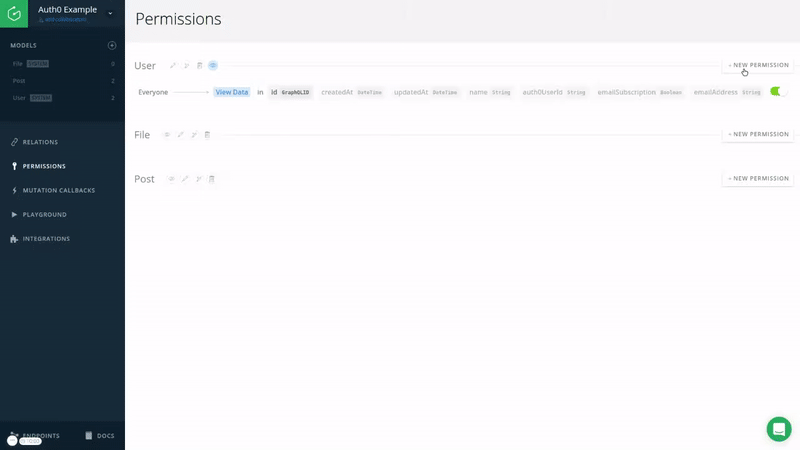 Auth0 Example
Permissions
MODELS
File SYSTEM 0
Post 2
User SYSTEM 2
RELATIONS
PERMISSIONS
MUTATION CALLBACKS
PLAYGROUND
INTEGRATIONS
ENDPOINTS
DOCS
User
+ NEW PERMISSION
Everyone View Data in id GraphQLID createdAt DateTime updatedAt DateTime name String auth0UserId String emailSubscription Boolean emailAddress String
File
+ NEW PERMISSION
Post
+ NEW PERMISSION